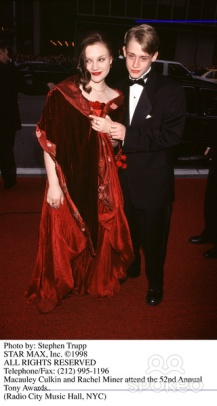 Photo by: Stephen Trupp
STAR MAX, Inc. ©1998
ALL RIGHTS RESERVED
Telephone/Fax: (212) 995-1196
Macauley Culkin and Rachel Miner attend the 52nd Annual
Tony Awards..
(Radio City Music Hall, NYC)